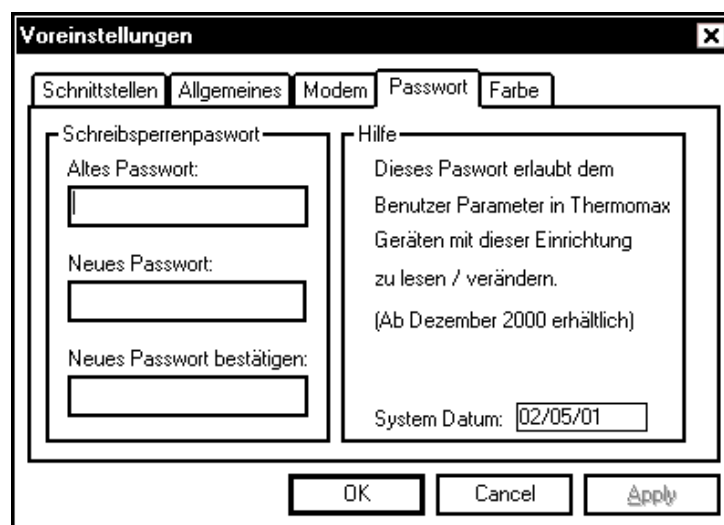 Voreinstellungen
Schnittstellen Allgemeines Modem Passwort Farbe
Schreibsperrenpaswort
Altes Passwort:
Neues Passwort:
Neues Passwort bestätigen:
Hilfe
Dieses Paswort erlaubt dem
Benutzer Parameter in Thermomax
Geräten mit dieser Einrichtung
zu lesen / verändern.
(Ab Dezember 2000 erhältlich)
System Datum: 02/05/01
OK Cancel Apply